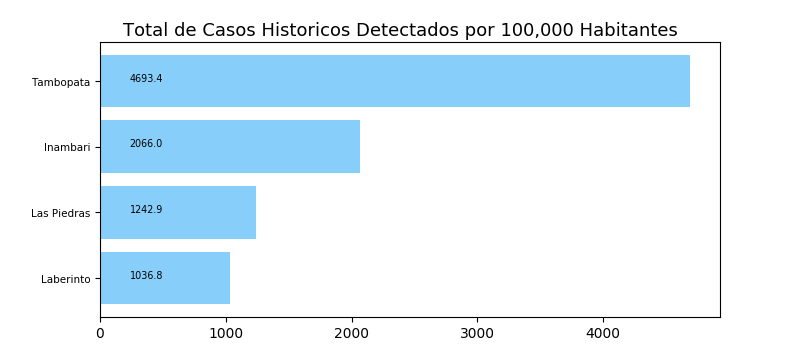 Total de Casos Historicos Detectados por 100,000 Habitantes
Tambopata 4693.4
Inambari 2066.0
Las Piedras 1242.9
Laberinto 1036.8
0 1000 2000 3000 4000